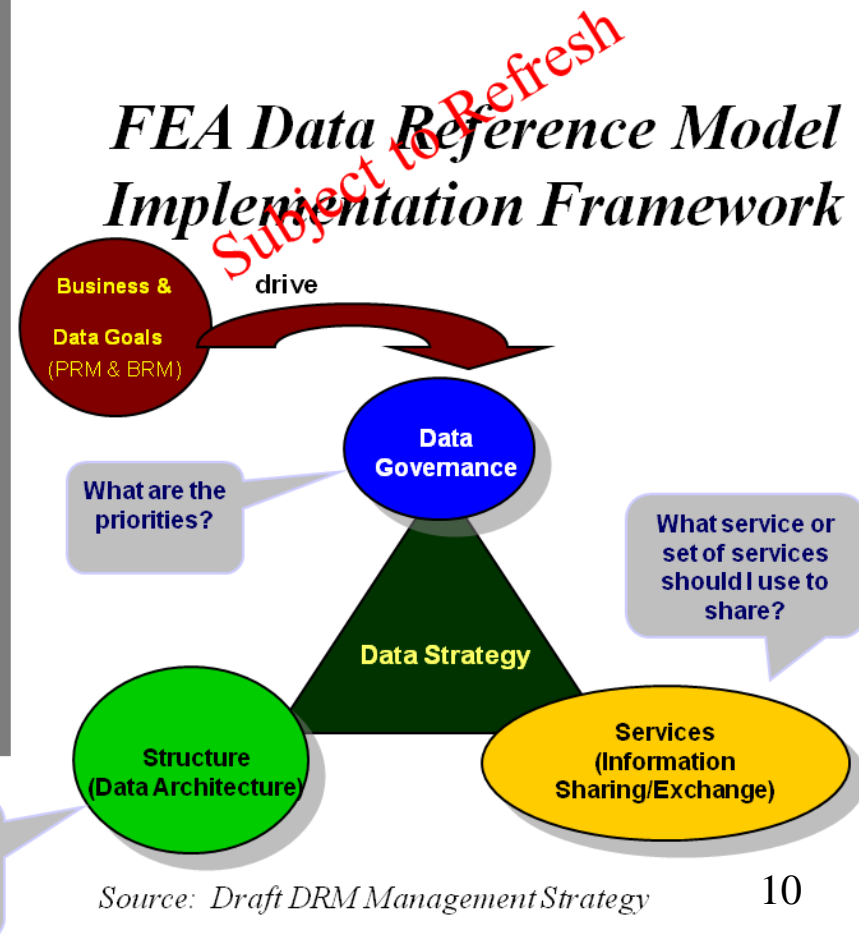 Subject to Refresh
FEA Data Reference Model
Implementation Framework
Business &
Data Goals
(PRM & BRM)
drive
Data
Governance
What are the
priorities?
What service or
set of services
should I use to
share?
Data Strategy
Structure
(Data Architecture)
Services
(Information
Sharing/Exchange)
Source: Draft DRM Management Strategy
10